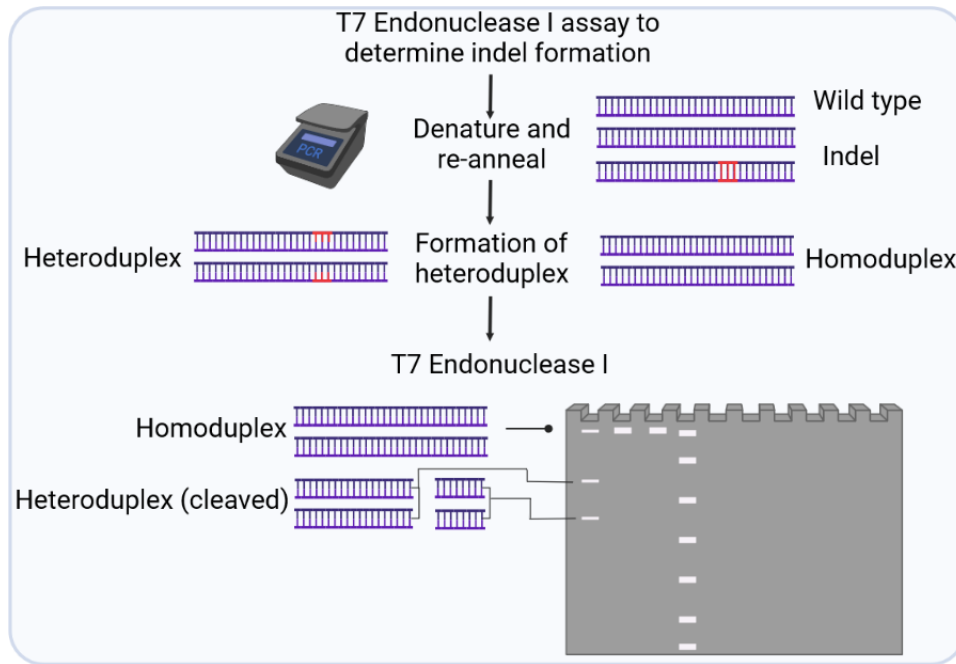 T7 Endonuclease I assay to
determine indel formation
Wild type
Denature and
re-anneal
PCR
Indel
Heteroduplex
Formation of
heteroduplex
Homoduplex
T7 Endonuclease I
Homoduplex
Heteroduplex (cleaved)